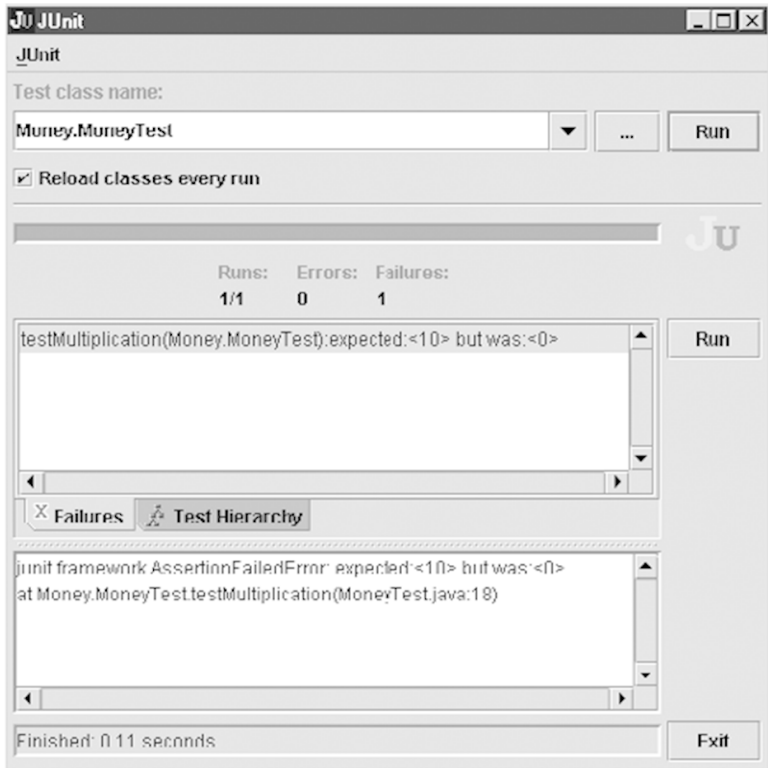 JU JUnit
JUnit
Test class name:
Money.MoneyTest
... Run
Reload classes every run
JU
Runs: Errors: Failures:
1/1 0 1
testMultiplication(Money.MoneyTest):expected:<10> but was:<0>
Run
Failures Test Hierarchy
junit.framework.AssertionFailedError: expected:<10> but was:<0>
at Money.MoneyTest.testMultiplication(MoneyTest.java:18)
Finished: 0.11 seconds
Exit